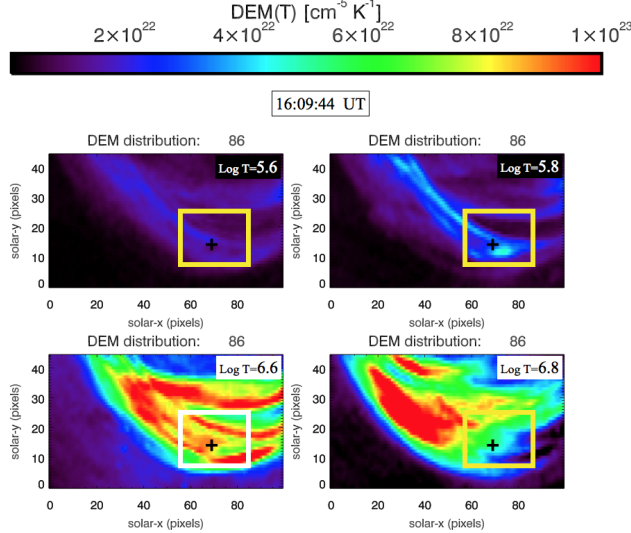 DEM(T) [cm⁻⁵ K⁻¹]
2×10²² 4×10²² 6×10²² 8×10²² 1×10²³
16:09:44 UT
DEM distribution: 86 DEM distribution: 86
Log T=5.6 Log T=5.8
solar-y (pixels) solar-y (pixels)
40 40
30 30
20 20
10 10
0 0
0 20 40 60 80 0 20 40 60 80
solar-x (pixels) solar-x (pixels)
DEM distribution: 86 DEM distribution: 86
Log T=6.6 Log T=6.8
solar-y (pixels) solar-y (pixels)
40 40
30 30
20 20
10 10
0 0
0 20 40 60 80 0 20 40 60 80
solar-x (pixels) solar-x (pixels)